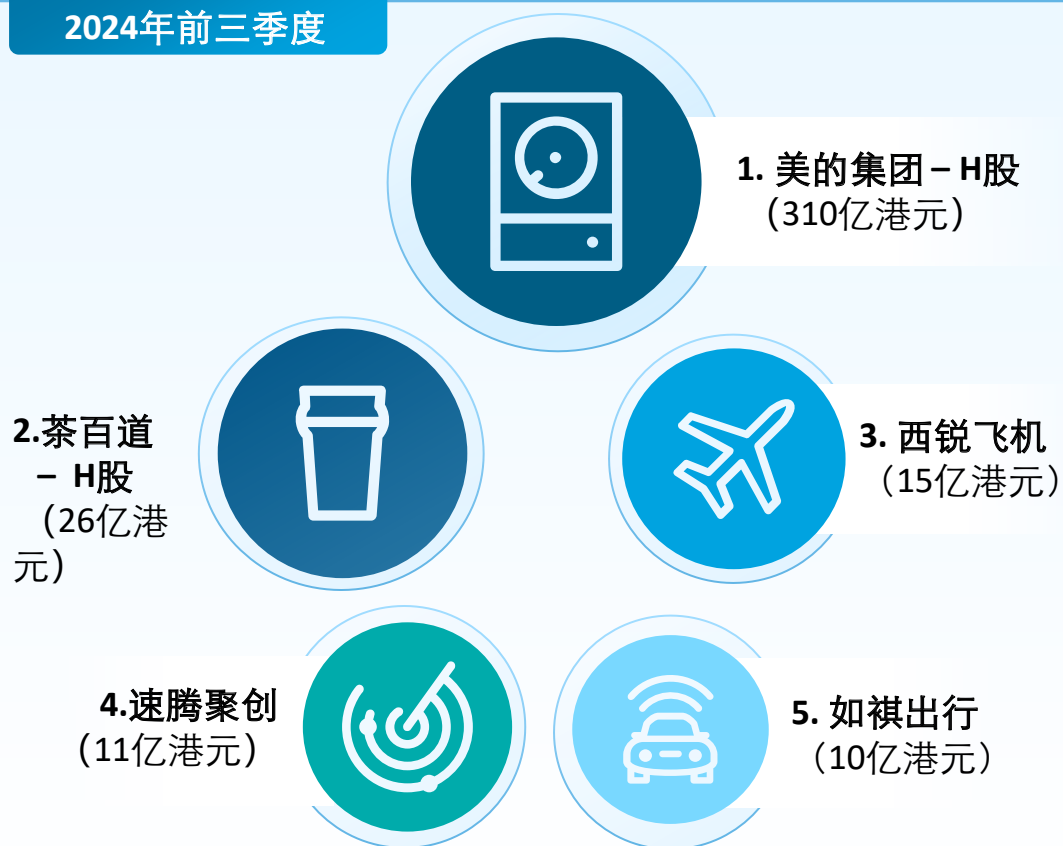 2024年前三季度
1. 美的集团 – H股
（310亿港元）
2.茶百道
– H股
（26亿港
元）
3. 西锐飞机
（15亿港元）
4.速腾聚创
（11亿港元）
5. 如祺出行
（10亿港元）